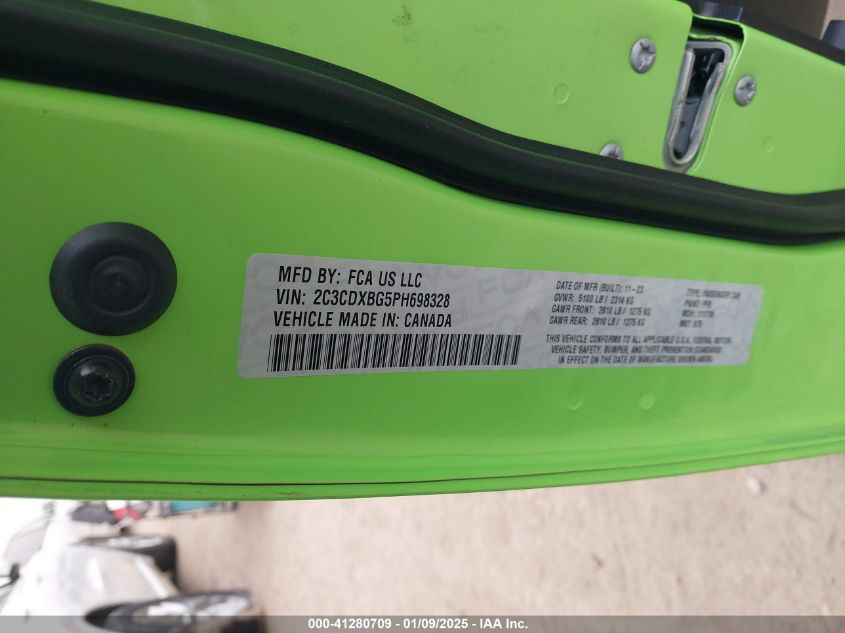 MFD BY: FCA US LLC
VIN: 2C3CDXBG5PH698328
VEHICLE MADE IN: CANADA
DATE OF MFR (BUILT): 11-23
GVWR: 5100 LB / 2314 KG
GAWR FRONT: 2810 LB / 1275 KG
GAWR REAR: 2810 LB / 1275 KG
TYPE: PASSENGER CAR
PAINT:
MDH:
VEHICLE CONFORMS TO ALL APPLICABLE U.S.A. FEDERAL MOTOR
VEHICLE SAFETY, BUMPER, AND THEFT PREVENTION STANDARDS
IN EFFECT ON THE DATE OF MANUFACTURE SHOWN ABOVE.
000-41280709 - 01/09/2025 - IAA Inc.